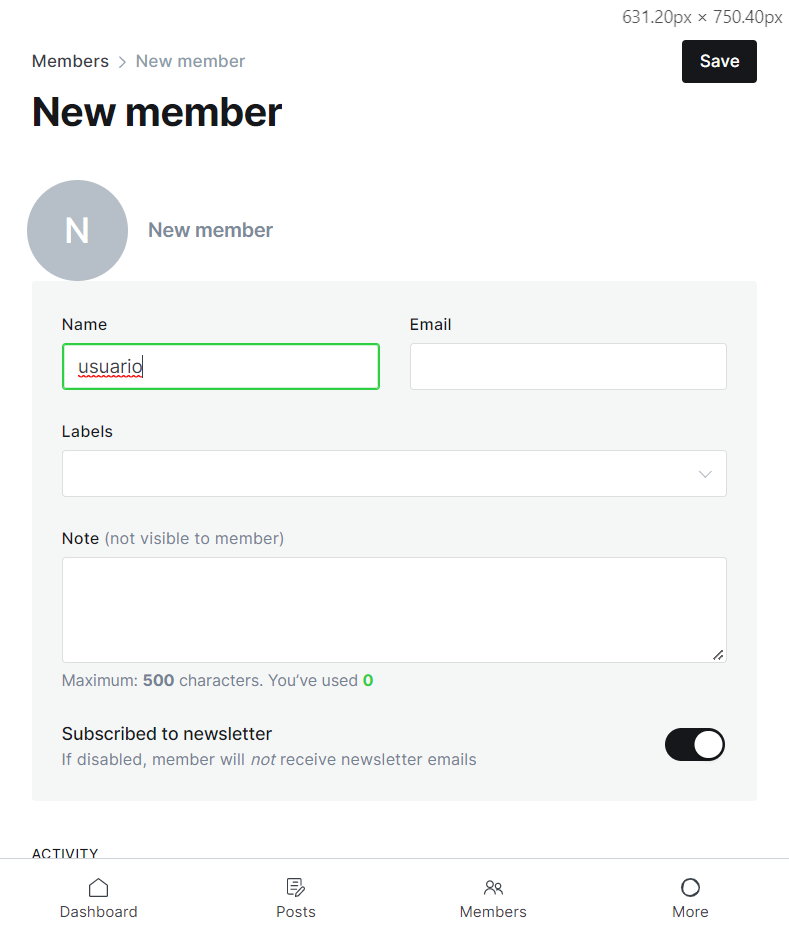 631.20px × 750.40px
Members > New member
Save
New member
N
New member
Name
Email
usuario
Labels
Note (not visible to member)
Maximum: 500 characters. You’ve used 0
Subscribed to newsletter
If disabled, member will not receive newsletter emails
ACTIVITY
Dashboard
Posts
Members
More